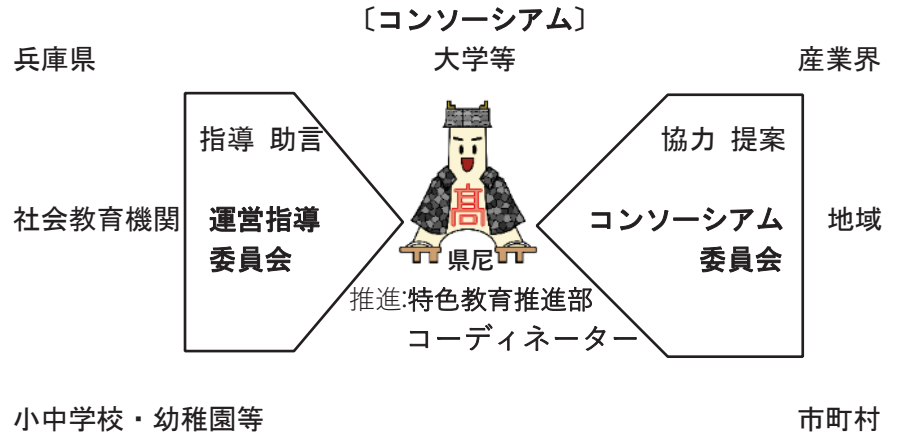 〔コンソーシアム〕
兵庫県
大学等
産業界
指導 助言
協力 提案
社会教育機関
運営指導
委員会
髙
コンソーシアム
委員会
地域
県尼
推進:特色教育推進部
コーディネーター
小中学校・幼稚園等
市町村